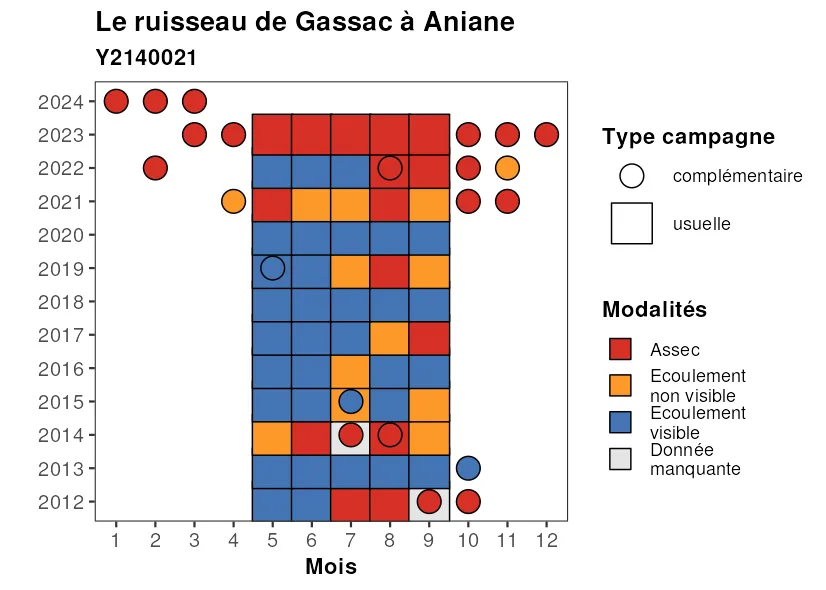 Le ruisseau de Gassac à Aniane
Y2140021
2024
2023
2022
2021
2020
2019
2018
2017
2016
2015
2014
2013
2012
1 2 3 4 5 6 7 8 9 10 11 12
Mois
Type campagne
complémentaire
usuelle
Modalités
Assec
Ecoulement
non visible
Ecoulement
visible
Donnée
manquante